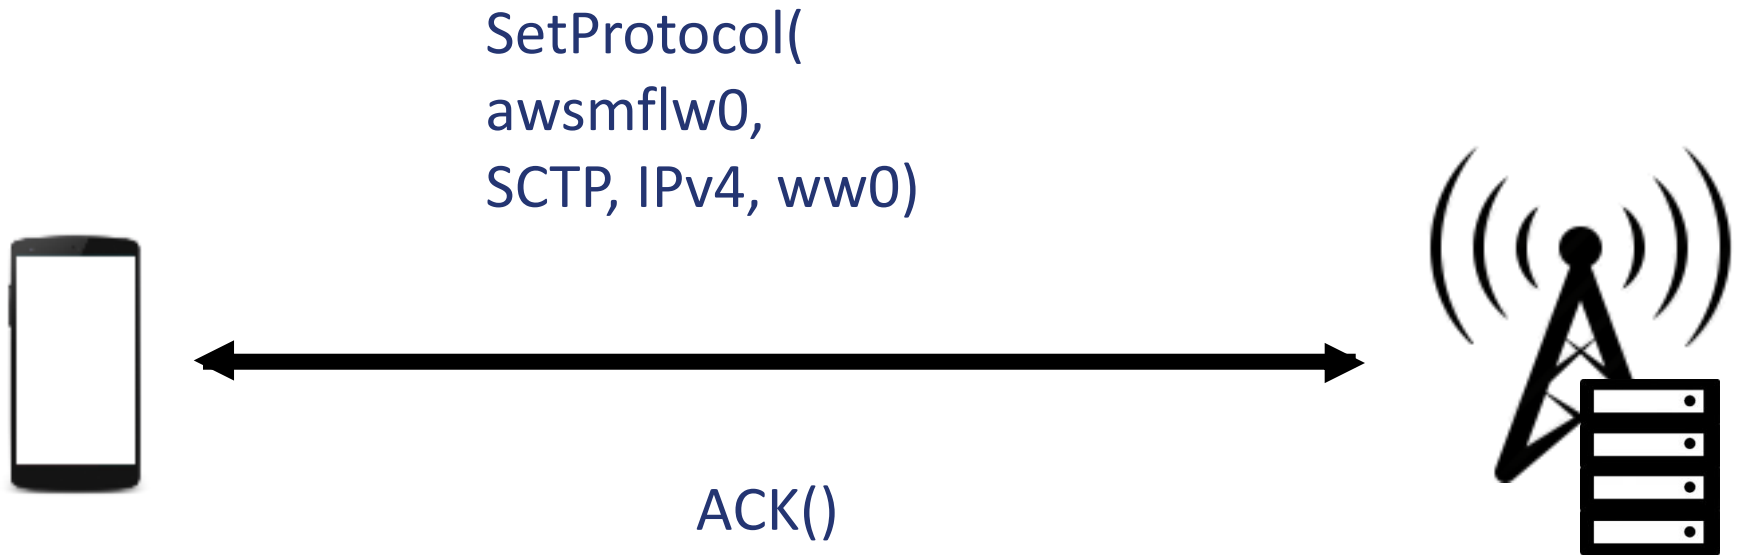 SetProtocol(
awsmflw0,
SCTP, IPv4, ww0)
ACK()